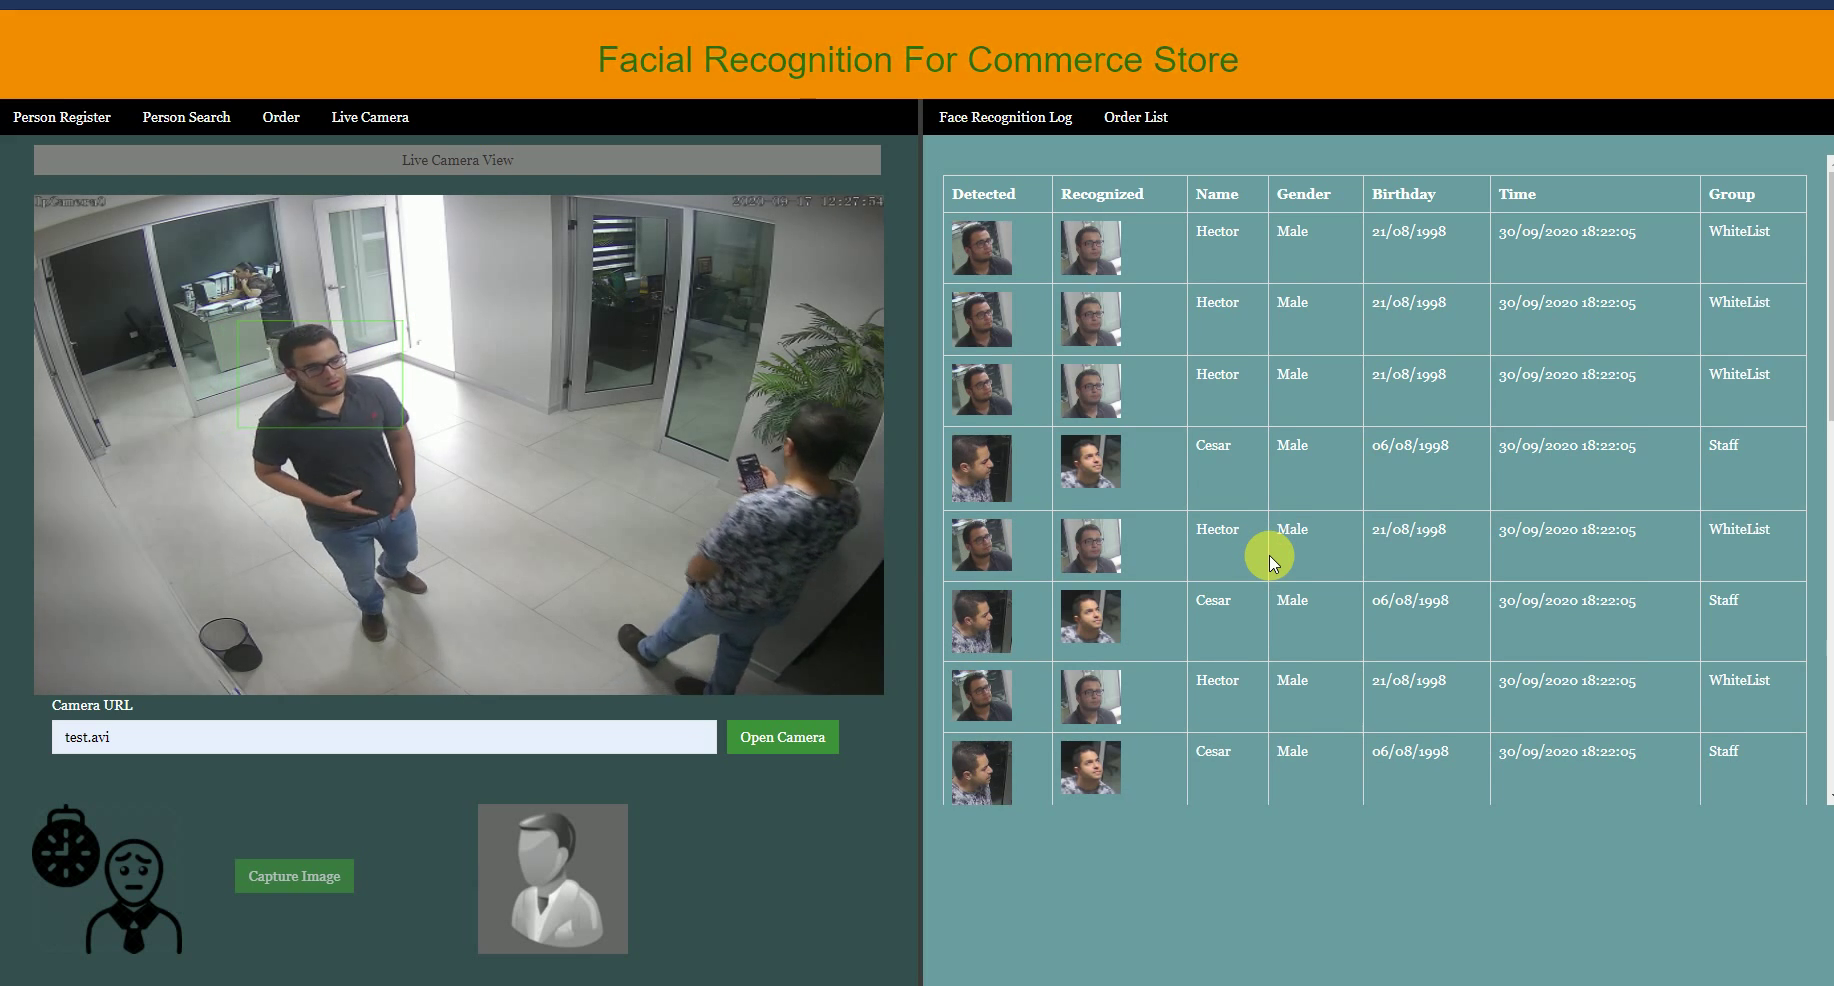 Facial Recognition For Commerce Store
Person Register Person Search Order Live Camera
Face Recognition Log Order List
Live Camera View
IpCamera0 2020-09-17 12:27:54
Camera URL
test.avi Open Camera
Capture Image
Detected Recognized Name Gender Birthday Time Group
Hector Male 21/08/1998 30/09/2020 18:22:05 WhiteList
Hector Male 21/08/1998 30/09/2020 18:22:05 WhiteList
Hector Male 21/08/1998 30/09/2020 18:22:05 WhiteList
Cesar Male 06/08/1998 30/09/2020 18:22:05 Staff
Hector Male 21/08/1998 30/09/2020 18:22:05 WhiteList
Cesar Male 06/08/1998 30/09/2020 18:22:05 Staff
Hector Male 21/08/1998 30/09/2020 18:22:05 WhiteList
Cesar Male 06/08/1998 30/09/2020 18:22:05 Staff